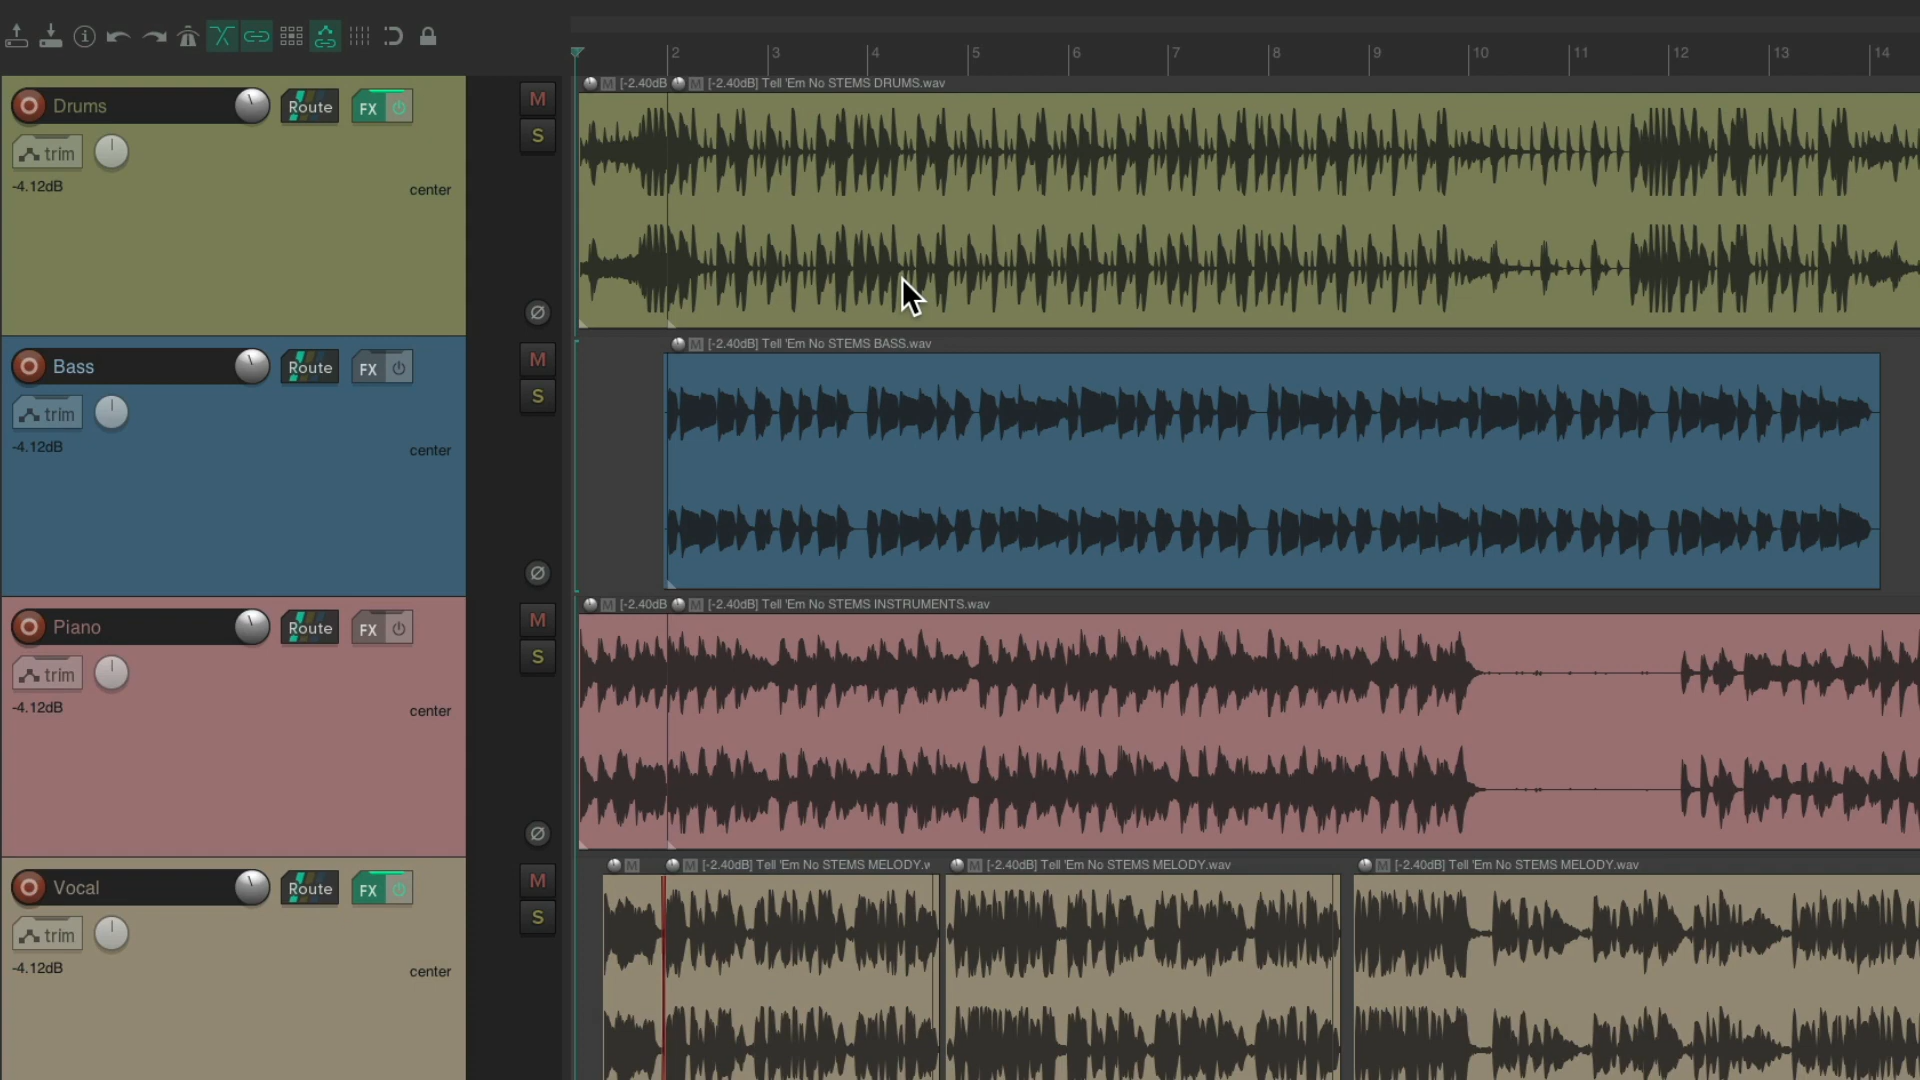 2 3 4 5 6 7 8 9 10 11 12 13 14
M [-2.40dB M [-2.40dB] Tell 'Em No STEMS DRUMS.wav
Drums Route FX M
trim S
-4.12dB center
Ø
M [-2.40dB] Tell 'Em No STEMS BASS.wav
Bass Route FX M
trim S
-4.12dB center
Ø
M [-2.40dB M [-2.40dB] Tell 'Em No STEMS INSTRUMENTS.wav
Piano Route FX M
trim S
-4.12dB center
Ø
M M [-2.40dB] Tell 'Em No STEMS MELODY.w M [-2.40dB] Tell 'Em No STEMS MELODY.wav M [-2.40dB] Tell 'Em No STEMS MELODY.wav
Vocal Route FX M
trim S
-4.12dB center